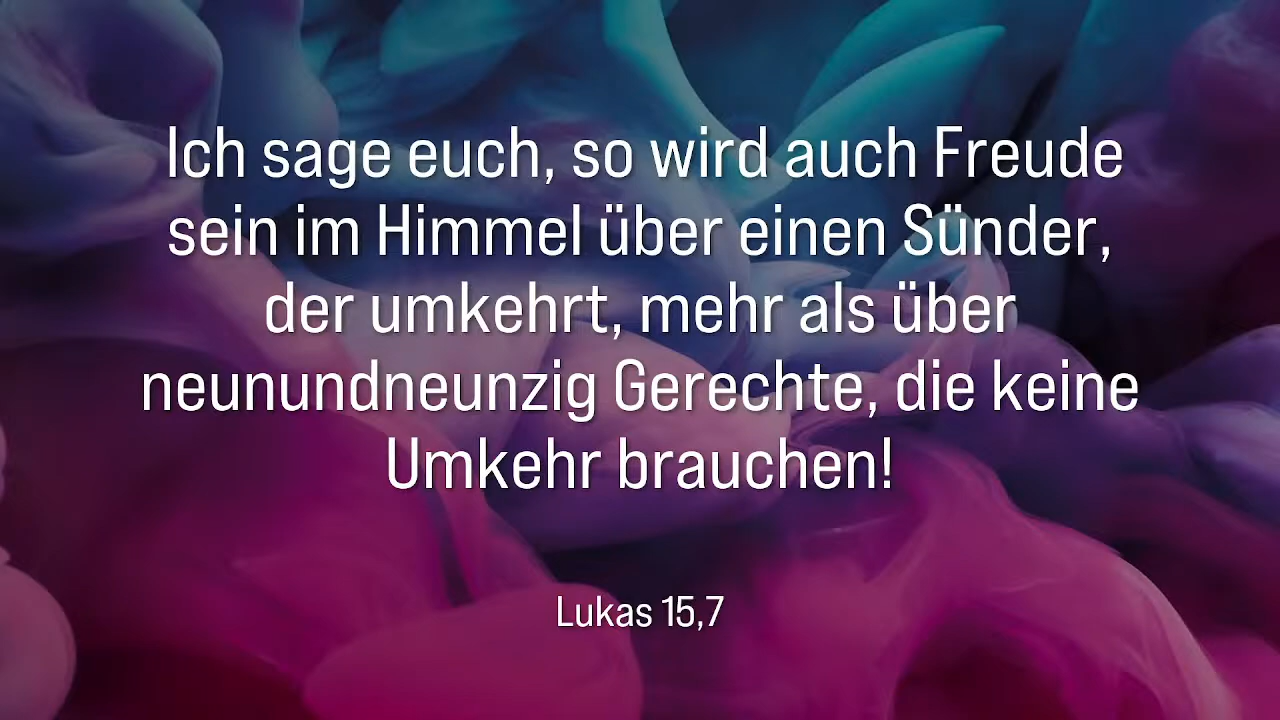 Ich sage euch, so wird auch Freude
sein im Himmel über einen Sünder,
der umkehrt, mehr als über
neunundneunzig Gerechte, die keine
Umkehr brauchen!
Lukas 15,7